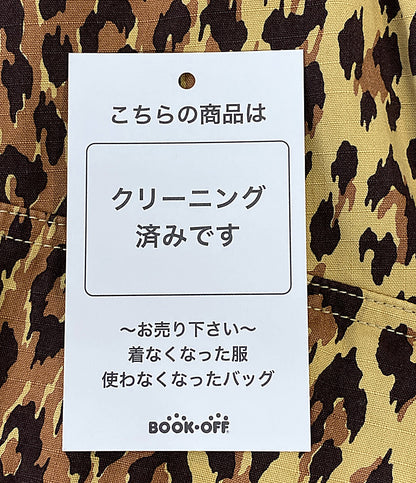 こちらの商品は
クリーニング
済みです
〜お売り下さい〜
着なくなった服
使わなくなったバッグ
BOOK・OFF